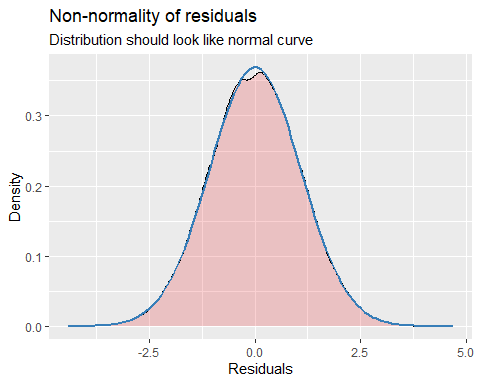 Non-normality of residuals
Distribution should look like normal curve
Density
0.3
0.2
0.1
0.0
-2.5 0.0 2.5 5.0
Residuals